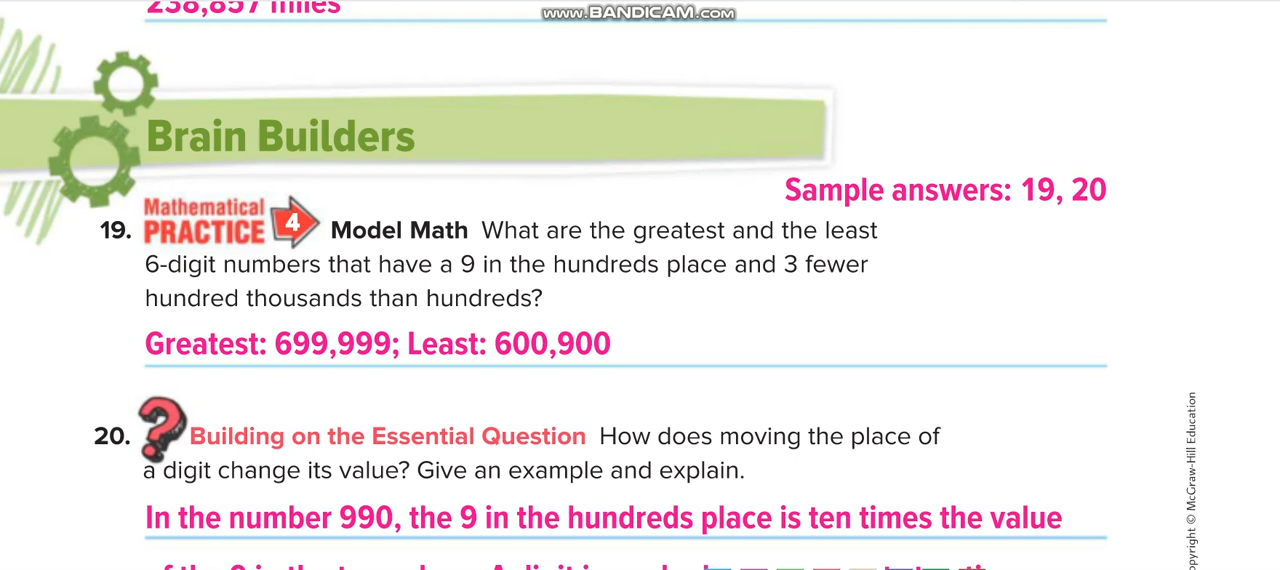 238,857 miles
www.BANDICAM.com
Brain Builders
Sample answers: 19, 20
19. Mathematical PRACTICE 4 Model Math What are the greatest and the least
6-digit numbers that have a 9 in the hundreds place and 3 fewer
hundred thousands than hundreds?
Greatest: 699,999; Least: 600,900
20. ? Building on the Essential Question How does moving the place of
a digit change its value? Give an example and explain.
In the number 990, the 9 in the hundreds place is ten times the value
opyright © McGraw-Hill Education